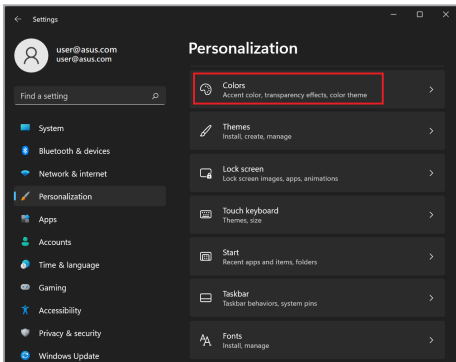 Settings
user@asus.com
user@asus.com
Find a setting
System
Bluetooth & devices
Network & internet
Personalization
Apps
Accounts
Time & language
Gaming
Accessibility
Privacy & security
Windows Update
Personalization
Colors
Accent color, transparency effects, color theme
Themes
Install, create, manage
Lock screen
Lock screen images, apps, animations
Touch keyboard
Themes, size
Start
Recent apps and items, folders
Taskbar
Taskbar behaviors, system pins
Fonts
Install, manage